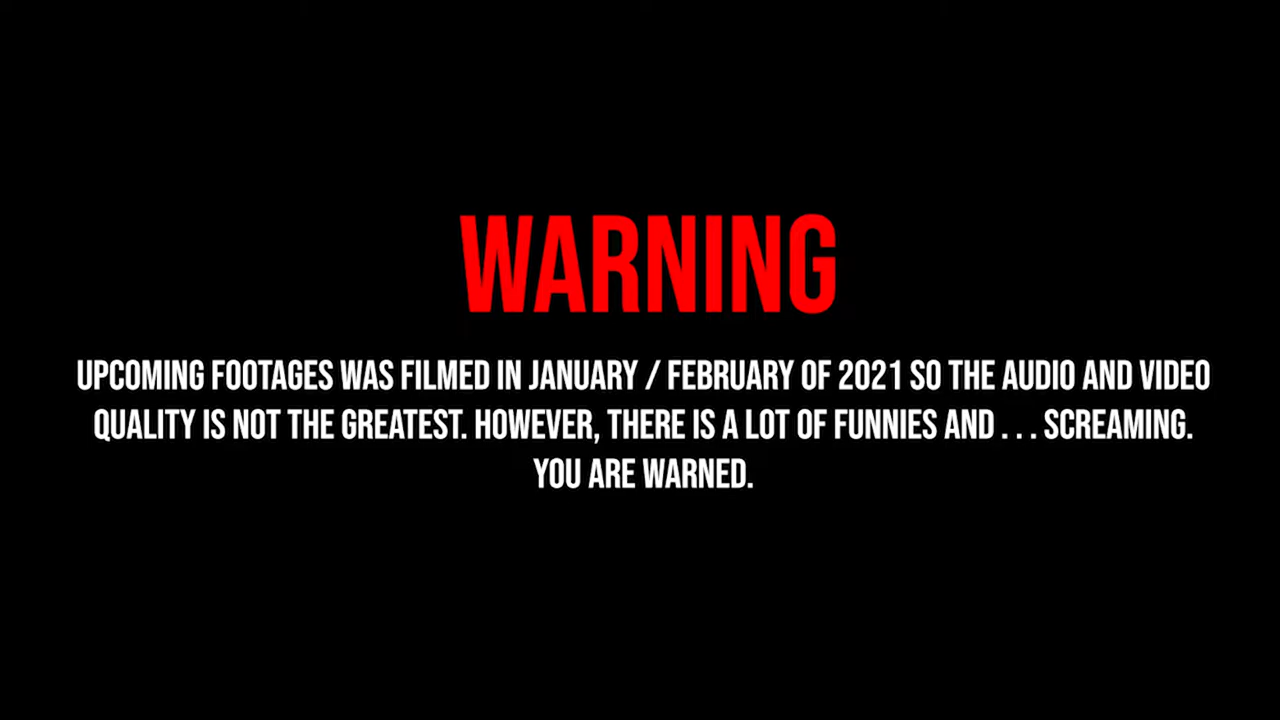 WARNING
UPCOMING FOOTAGES WAS FILMED IN JANUARY / FEBRUARY OF 2021 SO THE AUDIO AND VIDEO
QUALITY IS NOT THE GREATEST. HOWEVER, THERE IS A LOT OF FUNNIES AND . . . SCREAMING.
YOU ARE WARNED.